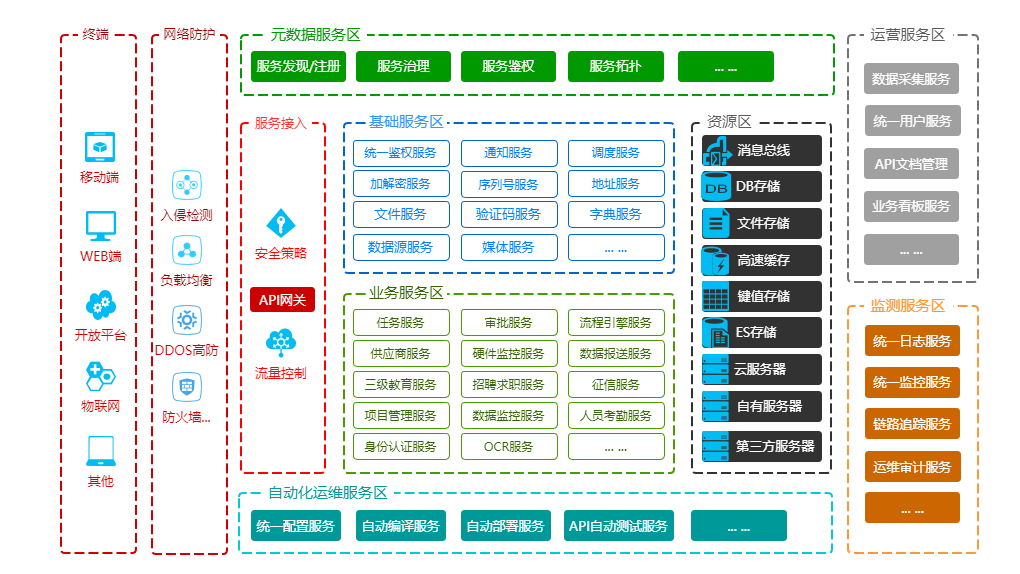 终端
移动端
WEB端
开放平台
物联网
其他
网络防护
入侵检测
负载均衡
DDOS高防
防火墙...
元数据服务区
服务发现/注册
服务治理
服务鉴权
服务拓扑
... ...
服务接入
安全策略
API网关
流量控制
基础服务区
统一鉴权服务
通知服务
调度服务
加解密服务
序列号服务
地址服务
文件服务
验证码服务
字典服务
数据源服务
媒体服务
... ...
业务服务区
任务服务
审批服务
流程引擎服务
供应商服务
硬件监控服务
数据报送服务
三级教育服务
招聘求职服务
征信服务
项目管理服务
数据监控服务
人员考勤服务
身份认证服务
OCR服务
... ...
资源区
消息总线
DB
DB存储
文件存储
高速缓存
键值存储
ES存储
云服务器
自有服务器
第三方服务器
自动化运维服务区
统一配置服务
自动编译服务
自动部署服务
API自动测试服务
... ...
运营服务区
数据采集服务
统一用户服务
API文档管理
业务看板服务
... ...
监测服务区
统一日志服务
统一监控服务
链路追踪服务
运维审计服务
... ...